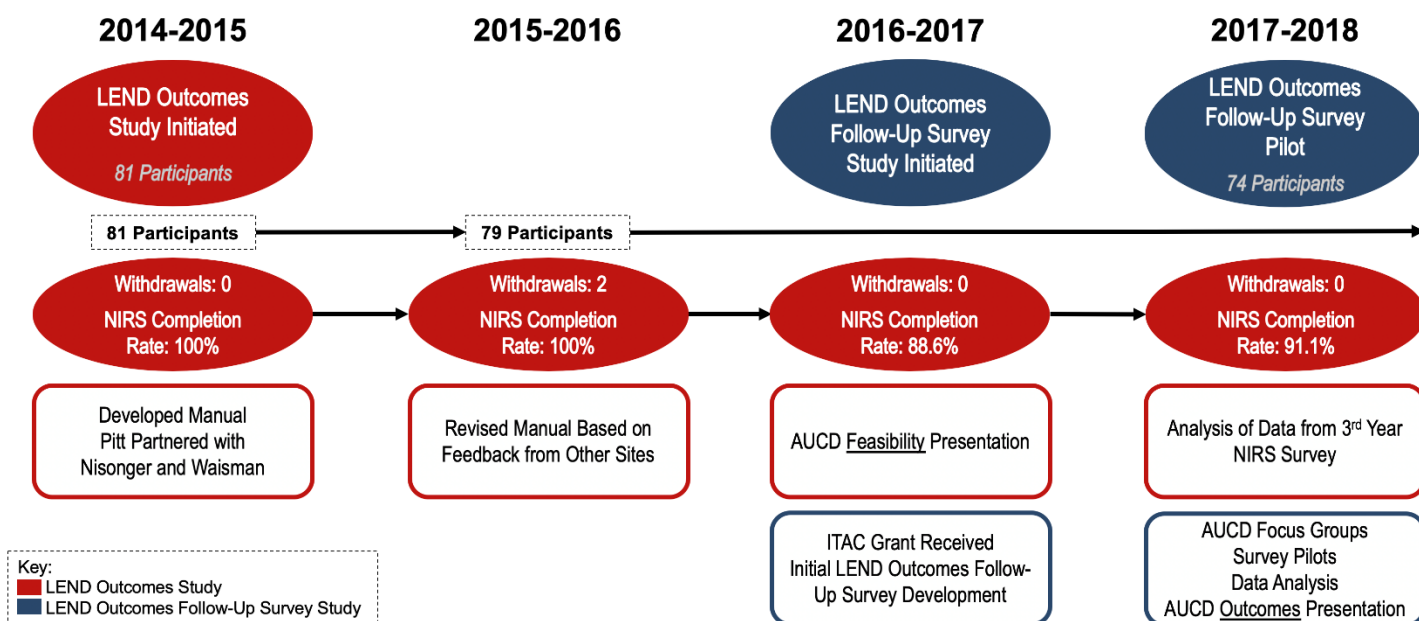 2014-2015
2015-2016
2016-2017
2017-2018
LEND Outcomes
Study Initiated
81 Participants
LEND Outcomes
Follow-Up Survey
Study Initiated
LEND Outcomes
Follow-Up Survey
Pilot
74 Participants
81 Participants
79 Participants
Withdrawals: 0
NIRS Completion
Rate: 100%
Withdrawals: 2
NIRS Completion
Rate: 100%
Withdrawals: 0
NIRS Completion
Rate: 88.6%
Withdrawals: 0
NIRS Completion
Rate: 91.1%
Developed Manual
Pitt Partnered with
Nisonger and Waisman
Revised Manual Based on
Feedback from Other Sites
AUCD Feasibility Presentation
Analysis of Data from 3rd Year
NIRS Survey
ITAC Grant Received
Initial LEND Outcomes Follow-
Up Survey Development
AUCD Focus Groups
Survey Pilots
Data Analysis
AUCD Outcomes Presentation
Key:
LEND Outcomes Study
LEND Outcomes Follow-Up Survey Study